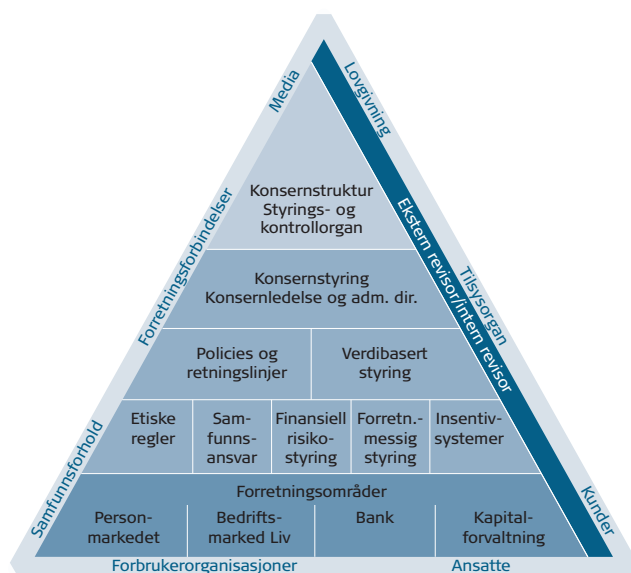 Media
Lovgivning
Forretningsforbindelser
Ekstern revisor/intern revisor
Tilsysorgan
Samfunnsforhold
Kunder
Konsernstruktur
Styrings- og
kontrollorgan
Konsernstyring
Konsernledelse og adm. dir.
Policies og
retningslinjer
Verdibasert
styring
Etiske
regler
Sam-
funns-
ansvar
Finansiell
risiko-
styring
Forretn.-
messig
styring
Insentiv-
systemer
Forretningsområder
Person-
markedet
Bedrifts-
marked Liv
Bank
Kapital-
forvaltning
Forbrukerorganisasjoner
Ansatte